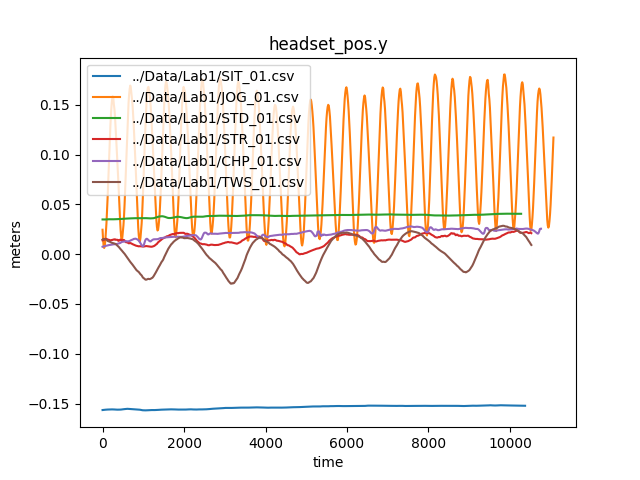 headset_pos.y
../Data/Lab1/SIT_01.csv
../Data/Lab1/JOG_01.csv
../Data/Lab1/STD_01.csv
../Data/Lab1/STR_01.csv
../Data/Lab1/CHP_01.csv
../Data/Lab1/TWS_01.csv
meters
0.15
0.10
0.05
0.00
−0.05
−0.10
−0.15
0 2000 4000 6000 8000 10000
time